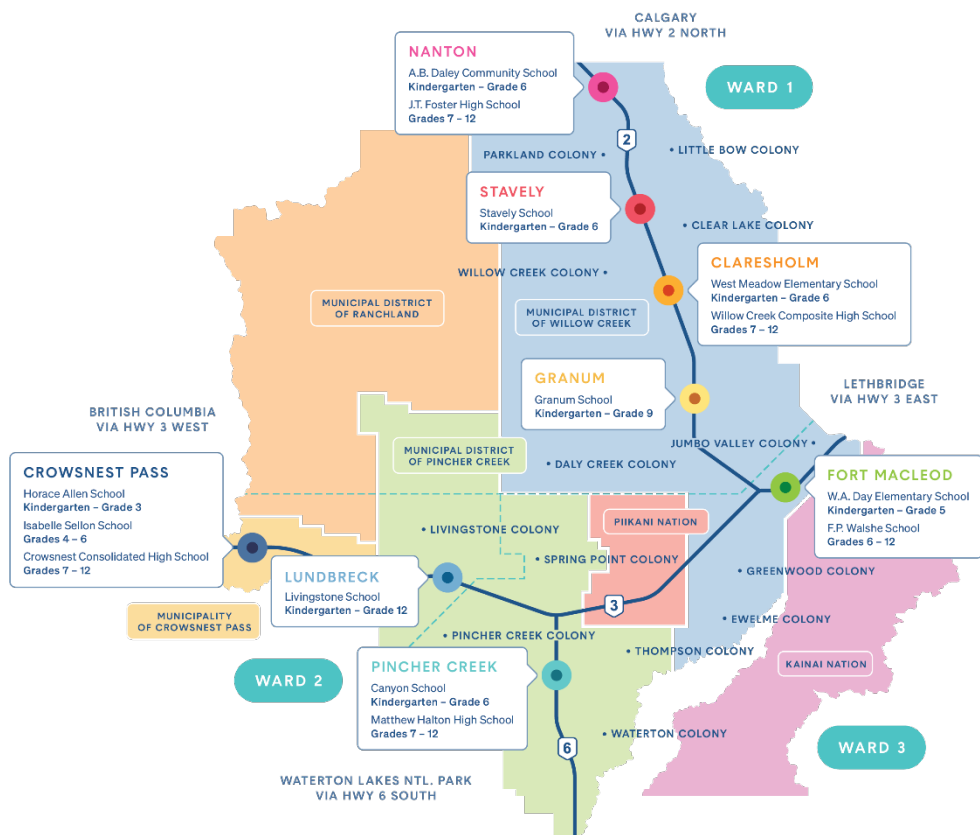 CALGARY
VIA HWY 2 NORTH
NANTON
A.B. Daley Community School
Kindergarten – Grade 6
J.T. Foster High School
Grades 7 – 12
WARD 1
2
PARKLAND COLONY
LITTLE BOW COLONY
STAVELY
Stavely School
Kindergarten – Grade 6
CLEAR LAKE COLONY
WILLOW CREEK COLONY
CLARESHOLM
West Meadow Elementary School
Kindergarten – Grade 6
Willow Creek Composite High School
Grades 7 – 12
MUNICIPAL DISTRICT
OF RANCHLAND
MUNICIPAL DISTRICT
OF WILLOW CREEK
GRANUM
Granum School
Kindergarten – Grade 9
LETHBRIDGE
VIA HWY 3 EAST
BRITISH COLUMBIA
VIA HWY 3 WEST
MUNICIPAL DISTRICT
OF PINCHER CREEK
JUMBO VALLEY COLONY
DALY CREEK COLONY
CROWSNEST PASS
Horace Allen School
Kindergarten – Grade 3
Isabelle Sellon School
Grades 4 – 6
Crowsnest Consolidated High School
Grades 7 – 12
FORT MACLEOD
W.A. Day Elementary School
Kindergarten – Grade 5
F.P. Walshe School
Grades 6 – 12
LIVINGSTONE COLONY
PIIKANI NATION
SPRING POINT COLONY
LUNDBRECK
Livingstone School
Kindergarten – Grade 12
GREENWOOD COLONY
3
MUNICIPALITY
OF CROWSNEST PASS
EWELME COLONY
PINCHER CREEK COLONY
THOMPSON COLONY
KAINAI NATION
WARD 2
PINCHER CREEK
Canyon School
Kindergarten – Grade 6
Matthew Halton High School
Grades 7 – 12
WATERTON COLONY
6
WARD 3
WATERTON LAKES NTL. PARK
VIA HWY 6 SOUTH